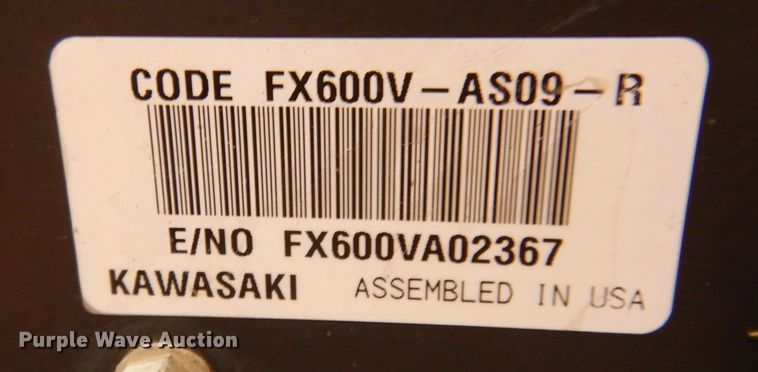 CODE FX600V-AS09-R
E/NO FX600VA02367
KAWASAKI ASSEMBLED IN USA
Purple Wave Auction